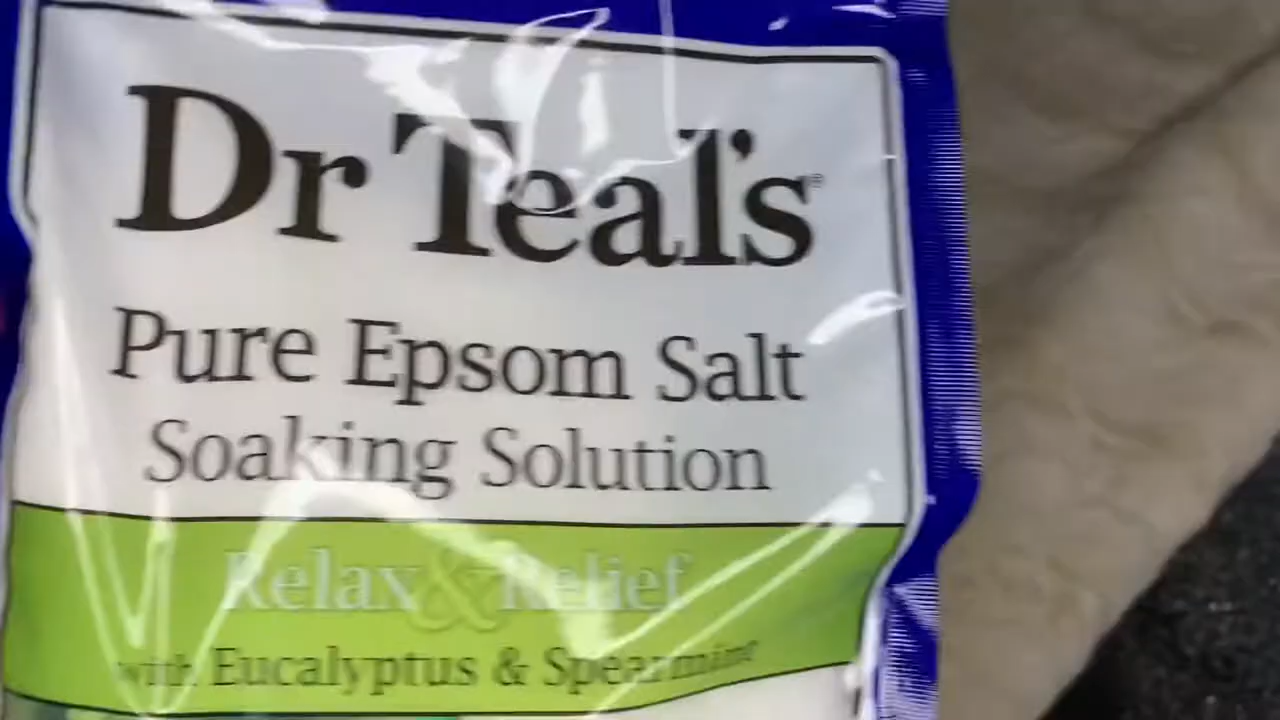 Dr Teal's®
Pure Epsom Salt
Soaking Solution
Relax & Relief
with Eucalyptus & Spearmint